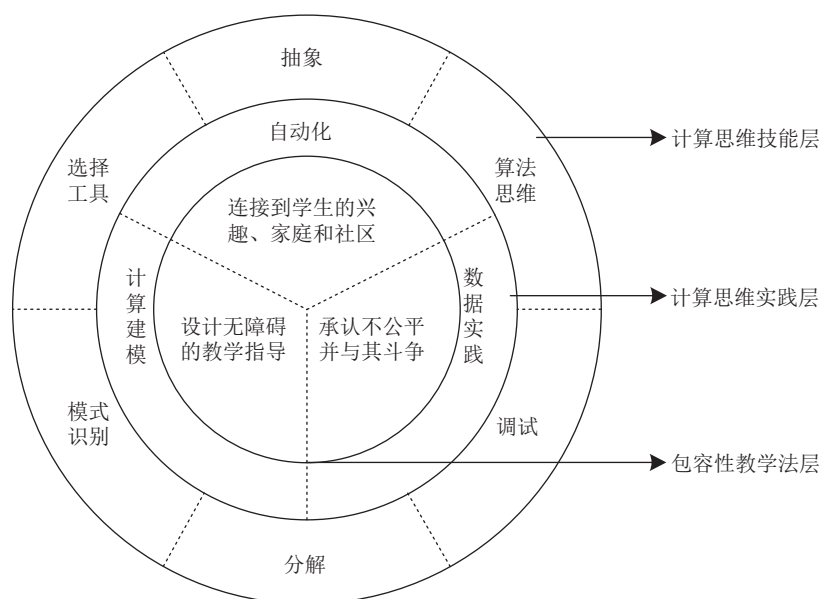 抽象
自动化
选择
工具
算法
思维
计算思维技能层
连接到学生的兴
趣、家庭和社区
计
算
建
模
数
据
实
践
计算思维实践层
设计无障碍
的教学指导
承认不公平
并与其斗争
模式
识别
调试
包容性教学法层
分解